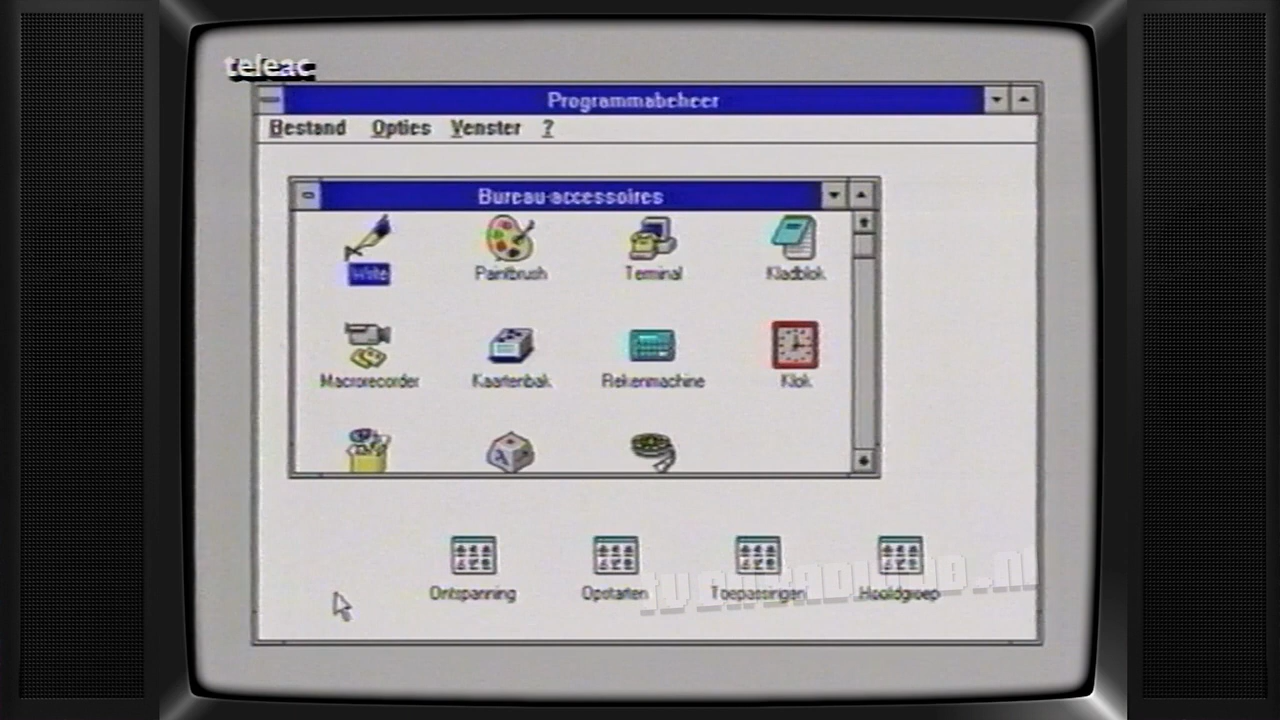 teleac
Programmabeheer
Bestand Opties Venster ?
Bureau-accessoires
Write Paintbrush Terminal Kladblok
Macrorecorder Kaartenbak Rekenmachine Klok
Ontspanning Opstarten Toepassingen Hoofdgroep